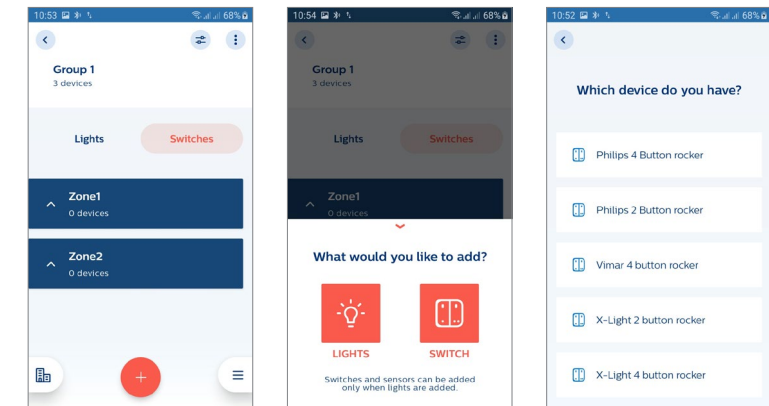 10:53 68%
Group 1
3 devices
Lights Switches
Zone1
0 devices
Zone2
0 devices
10:54 68%
Group 1
3 devices
Lights Switches
Zone1
0 devices
What would you like to add?
LIGHTS SWITCH
Switches and sensors can be added
only when lights are added.
10:52 68%
Which device do you have?
Philips 4 Button rocker
Philips 2 Button rocker
Vimar 4 button rocker
X-Light 2 button rocker
X-Light 4 button rocker